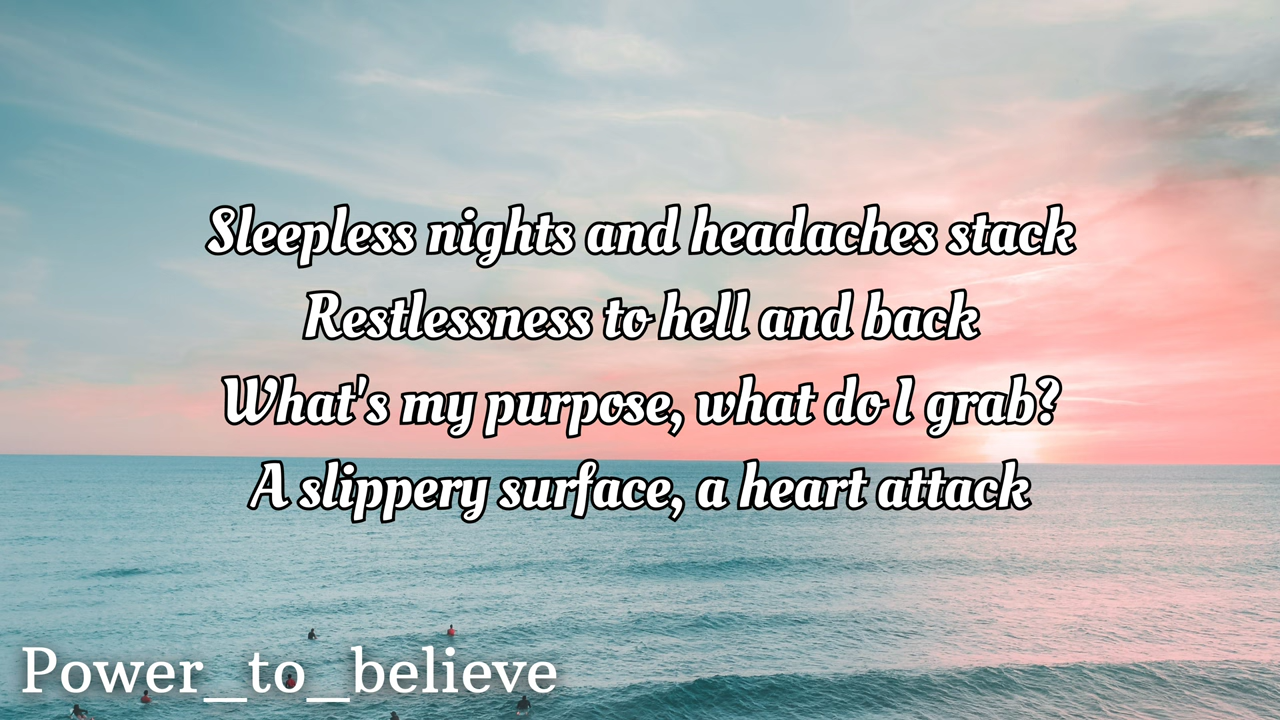 Sleepless nights and headaches stack
Restlessness to hell and back
What's my purpose, what do I grab?
A slippery surface, a heart attack
Power_to_believe